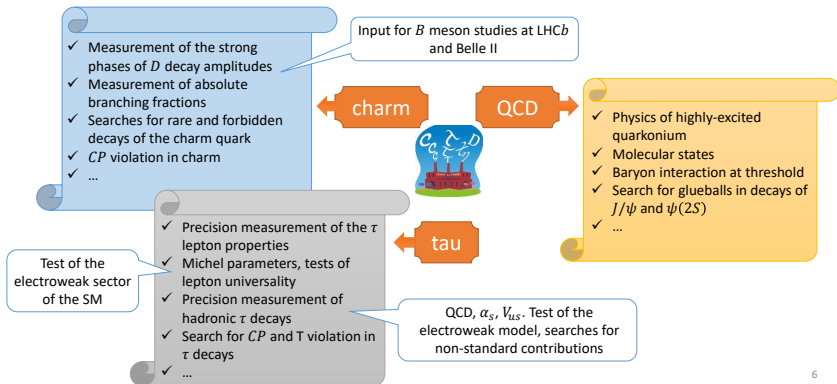 ✓ Measurement of the strong
phases of D decay amplitudes
✓ Measurement of absolute
branching fractions
✓ Searches for rare and forbidden
decays of the charm quark
✓ CP violation in charm
✓ ...
Input for B meson studies at LHCb
and Belle II
charm
QCD
✓ Physics of highly-excited
quarkonium
✓ Molecular states
✓ Baryon interaction at threshold
✓ Search for glueballs in decays of
J/ψ and ψ(2S)
✓ ...
✓ Precision measurement of the τ
lepton properties
✓ Michel parameters, tests of
lepton universality
✓ Precision measurement of
hadronic τ decays
✓ Search for CP and T violation in
τ decays
✓ ...
tau
Test of the
electroweak sector
of the SM
QCD, αs, Vus. Test of the
electroweak model, searches for
non-standard contributions
6